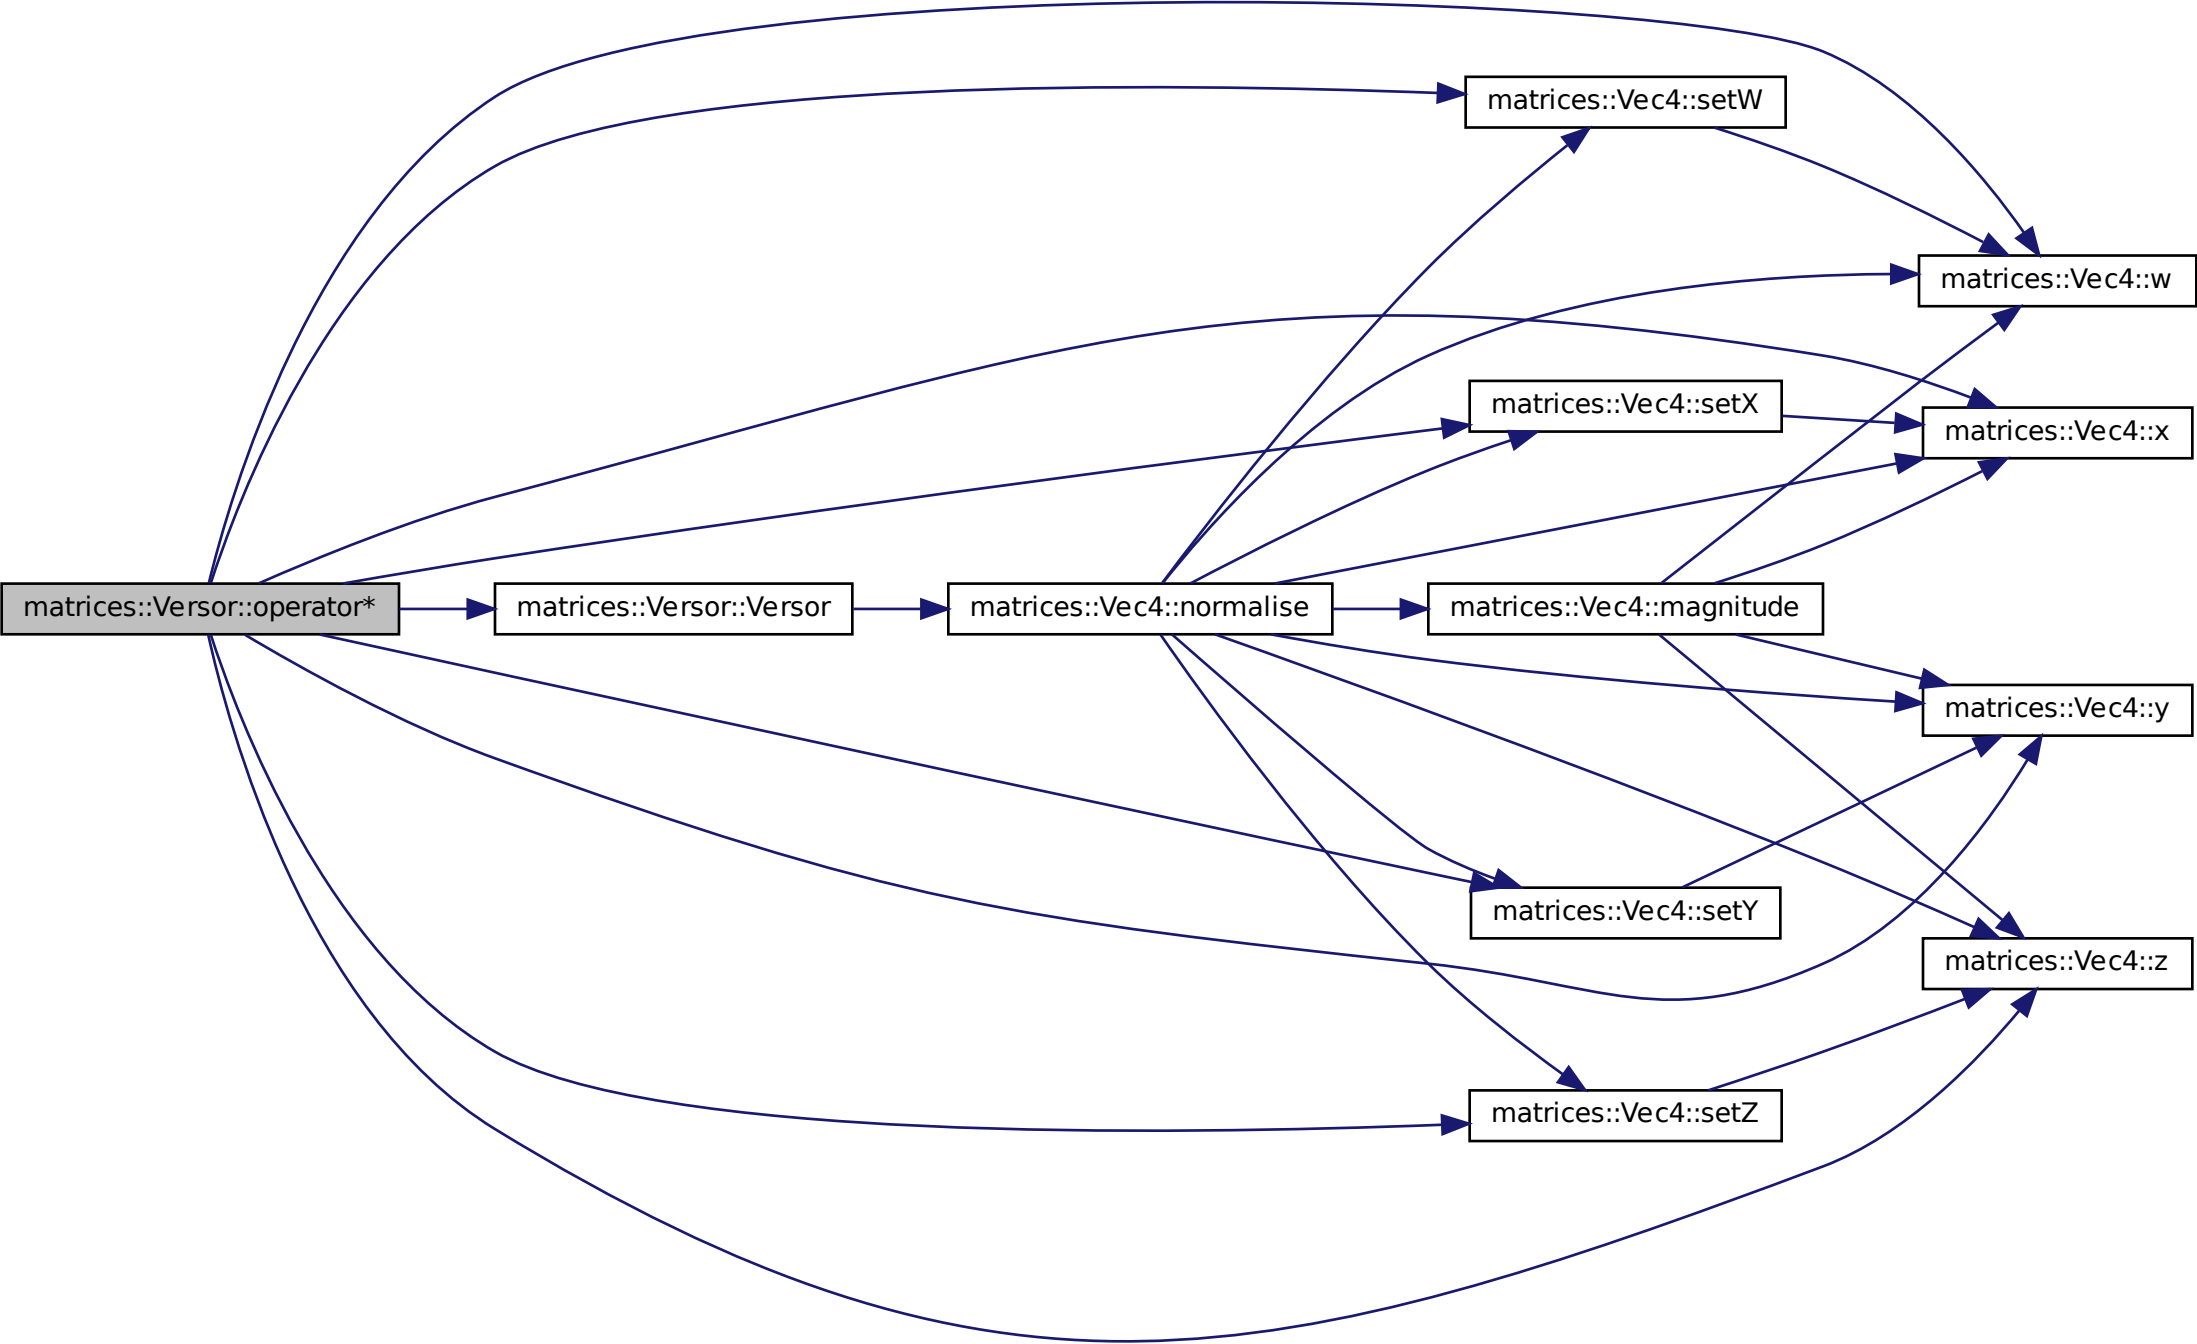 matrices::Vec4::setW
matrices::Vec4::w
matrices::Vec4::setX
matrices::Vec4::x
matrices::Versor::operator*
matrices::Versor::Versor
matrices::Vec4::normalise
matrices::Vec4::magnitude
matrices::Vec4::y
matrices::Vec4::setY
matrices::Vec4::z
matrices::Vec4::setZ